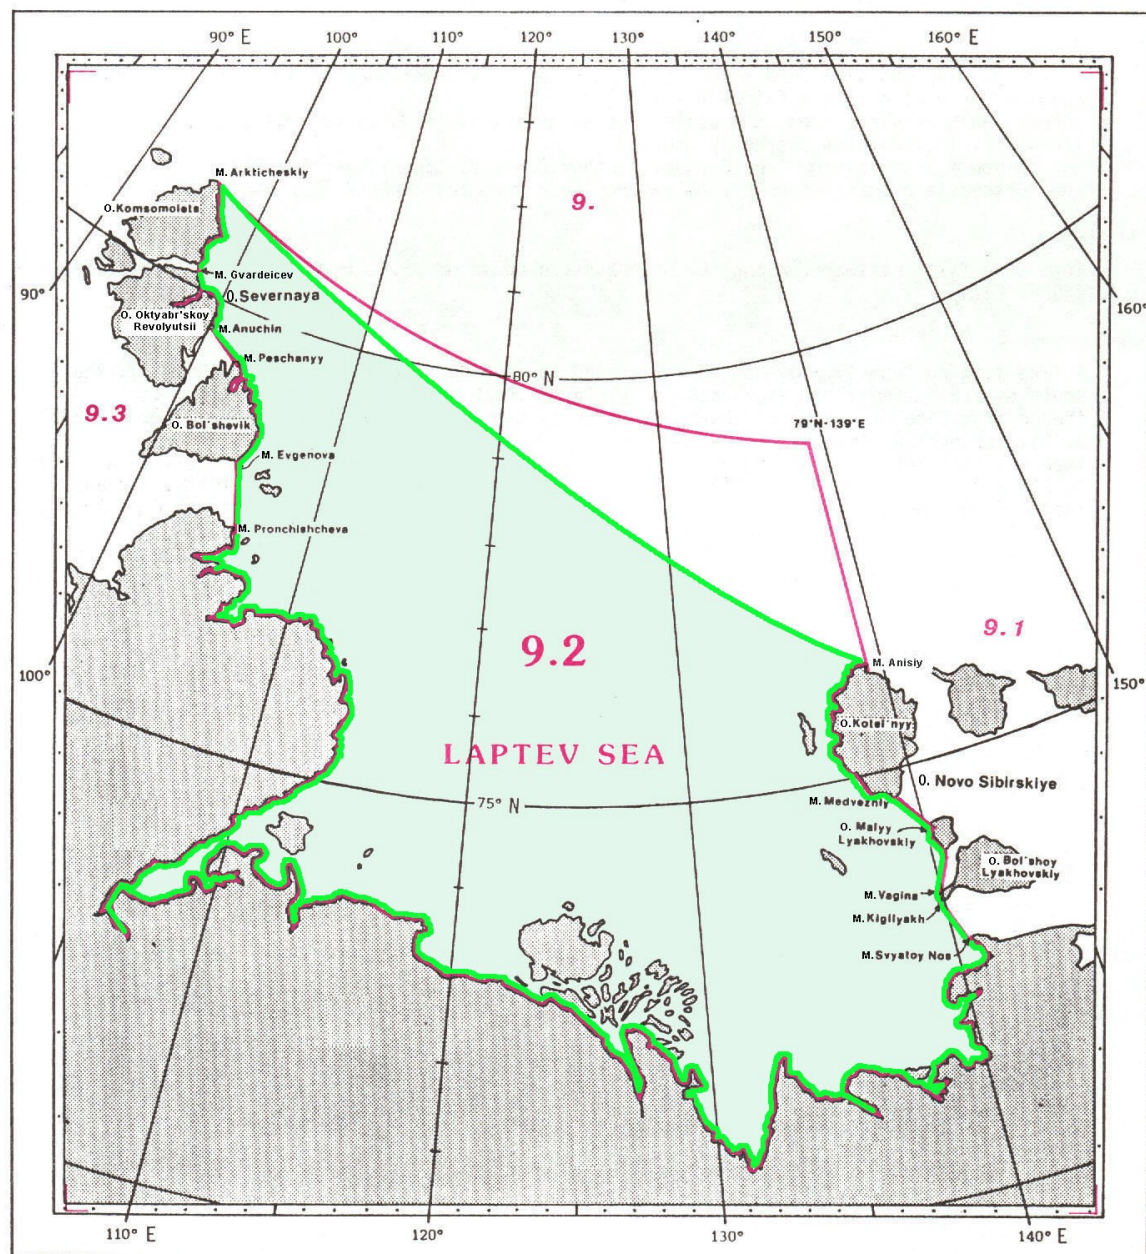 90° E 100° 110° 120° 130° 140° 150° 160° E
M. Arkticheskiy
O.Komsomolets
9.
M. Gvardeicev
90°
O.Severnaya
160°
O. Oktyabr'skoy
Revolyutsii
M. Anuchin
M. Peschanyy
80° N
9.3
79°N-139°E
O. Bol'shevik
M. Evgenova
M. Pronchishcheva
9.1
9.2
M. Anisiy
100°
150°
O.Kotel'nyy
LAPTEV SEA
O. Novo Sibirskiye
75° N
M. Medvezniy
O. Malyy
Lyakhovskiy
O. Bol'shoy
Lyakhovskiy
M. Vagina
M. Kigilyakh
M. Svyatoy Nos
110° E 120° 130° 140° E